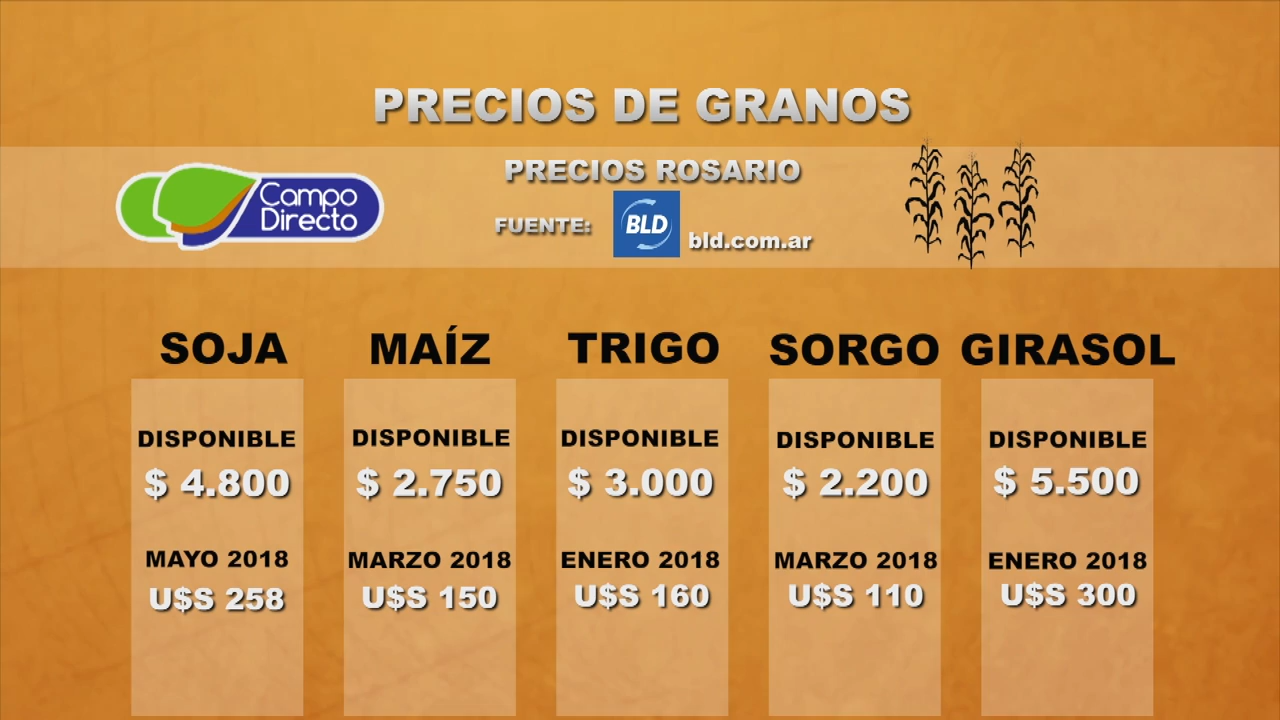 PRECIOS DE GRANOS
Campo
Directo
PRECIOS ROSARIO
FUENTE: BLD bld.com.ar
SOJA
DISPONIBLE
$ 4.800
MAYO 2018
U$S 258
MAÍZ
DISPONIBLE
$ 2.750
MARZO 2018
U$S 150
TRIGO
DISPONIBLE
$ 3.000
ENERO 2018
U$S 160
SORGO
DISPONIBLE
$ 2.200
MARZO 2018
U$S 110
GIRASOL
DISPONIBLE
$ 5.500
ENERO 2018
U$S 300